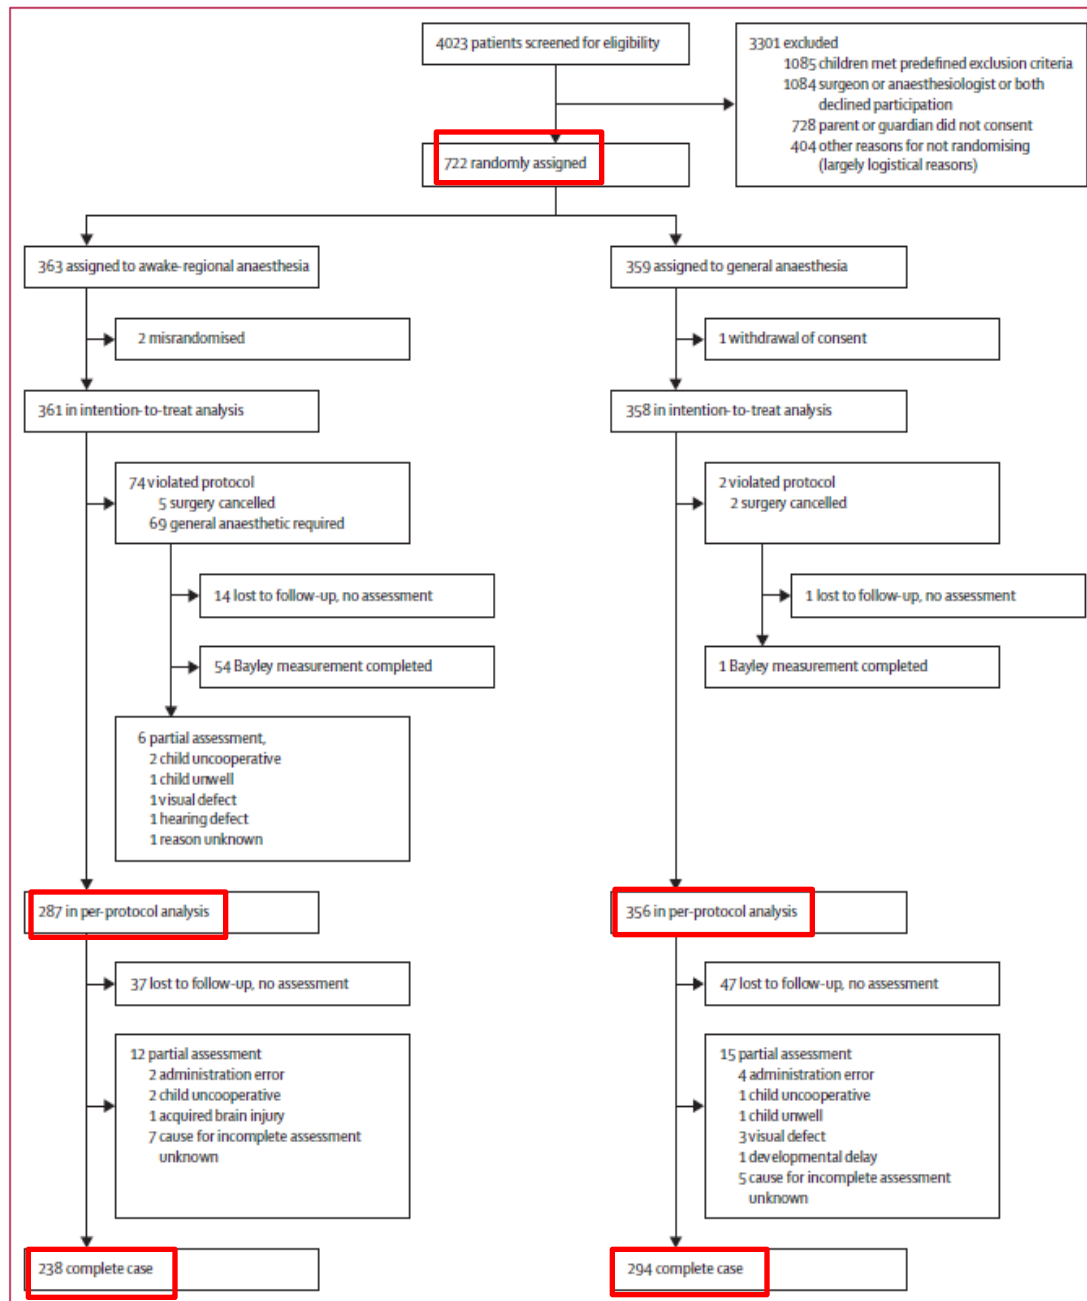 4023 patients screened for eligibility
3301 excluded
1085 children met predefined exclusion criteria
1084 surgeon or anaesthesiologist or both
declined participation
728 parent or guardian did not consent
404 other reasons for not randomising
(largely logistical reasons)
722 randomly assigned
363 assigned to awake-regional anaesthesia
359 assigned to general anaesthesia
2 misrandomised
1 withdrawal of consent
361 in intention-to-treat analysis
358 in intention-to-treat analysis
74 violated protocol
5 surgery cancelled
69 general anaesthetic required
2 violated protocol
2 surgery cancelled
14 lost to follow-up, no assessment
1 lost to follow-up, no assessment
54 Bayley measurement completed
1 Bayley measurement completed
6 partial assessment,
2 child uncooperative
1 child unwell
1 visual defect
1 hearing defect
1 reason unknown
287 in per-protocol analysis
356 in per-protocol analysis
37 lost to follow-up, no assessment
47 lost to follow-up, no assessment
12 partial assessment
2 administration error
2 child uncooperative
1 acquired brain injury
7 cause for incomplete assessment
unknown
15 partial assessment
4 administration error
1 child uncooperative
1 child unwell
3 visual defect
1 developmental delay
5 cause for incomplete assessment
unknown
238 complete case
294 complete case